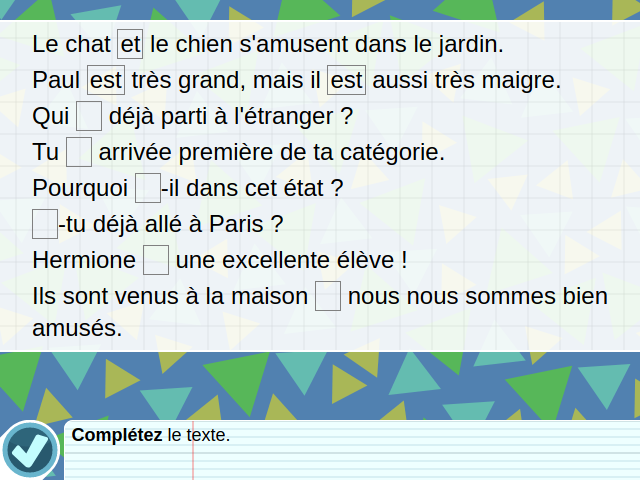 Le chat et le chien s'amusent dans le jardin.
Paul est très grand, mais il est aussi très maigre.
Qui déjà parti à l'étranger ?
Tu arrivée première de ta catégorie.
Pourquoi -il dans cet état ?
-tu déjà allé à Paris ?
Hermione une excellente élève !
Ils sont venus à la maison nous nous sommes bien
amusés.
Complétez le texte.